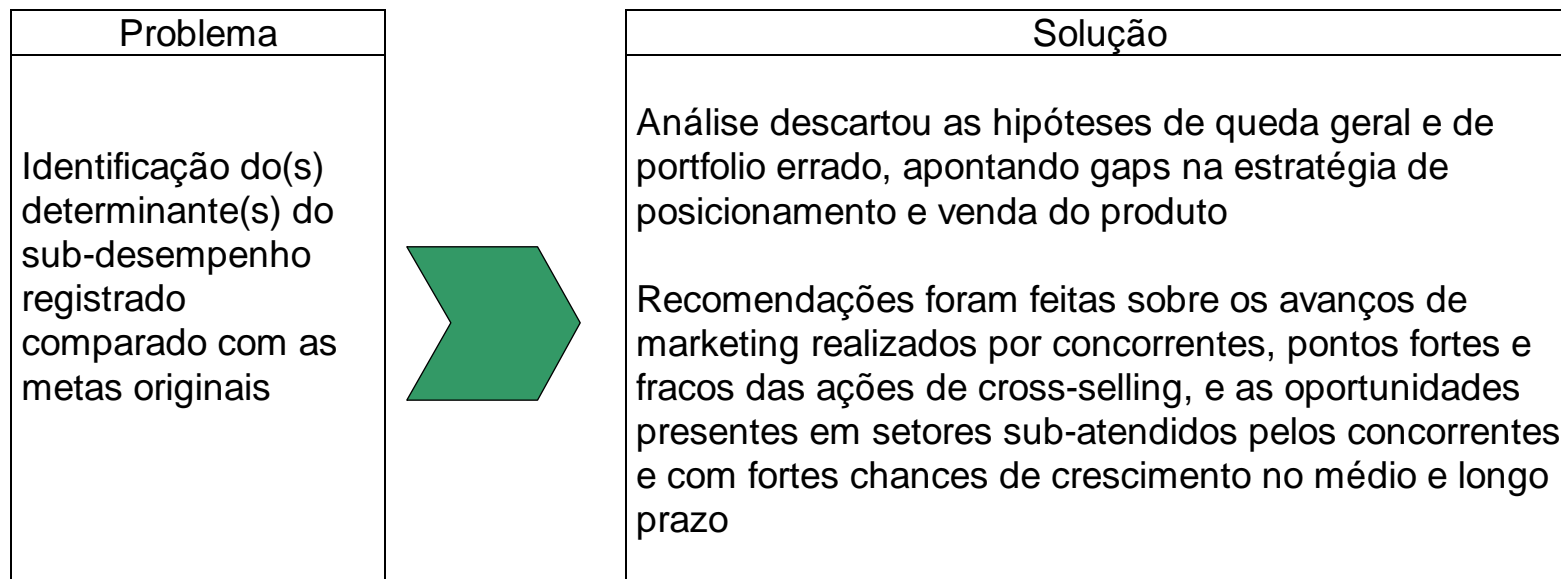 Problema
Identificação do(s)
determinante(s) do
sub-desempenho
registrado
comparado com as
metas originais
Solução
Análise descartou as hipóteses de queda geral e de
portfolio errado, apontando gaps na estratégia de
posicionamento e venda do produto
Recomendações foram feitas sobre os avanços de
marketing realizados por concorrentes, pontos fortes e
fracos das ações de cross-selling, e as oportunidades
presentes em setores sub-atendidos pelos concorrentes
e com fortes chances de crescimento no médio e longo
prazo